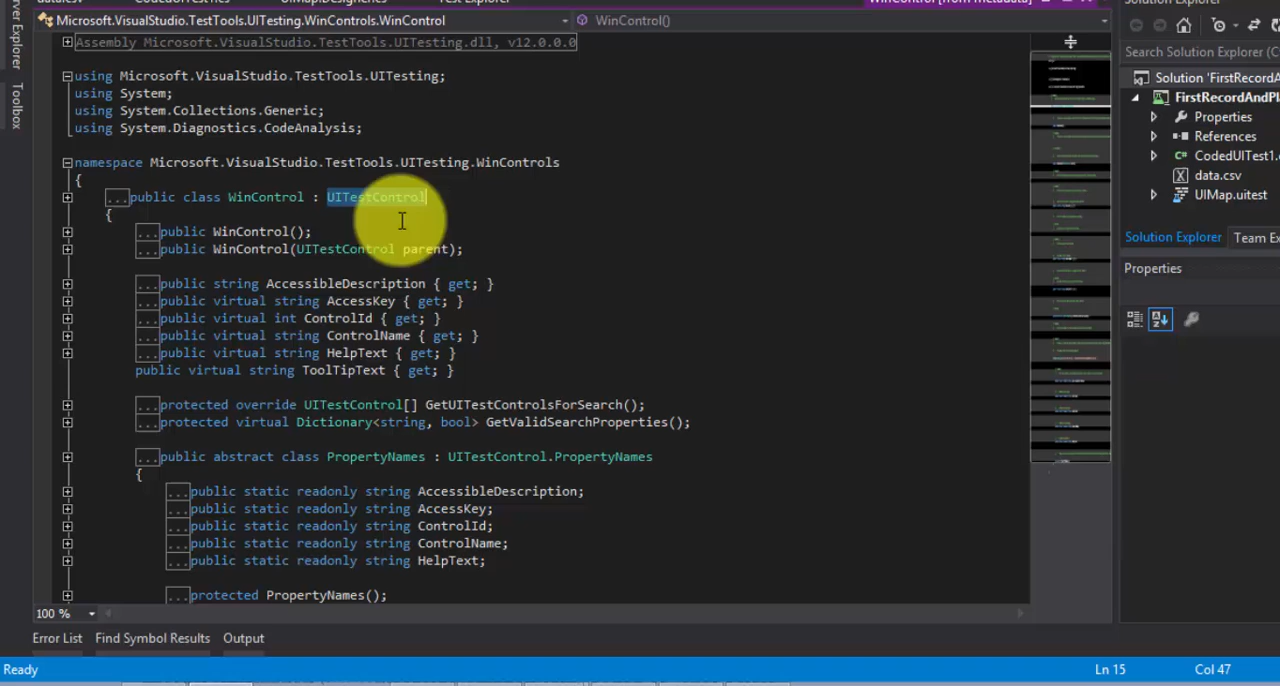 Microsoft.VisualStudio.TestTools.UITesting.WinControls.WinControl
WinControl()
Assembly Microsoft.VisualStudio.TestTools.UITesting.dll, v12.0.0.0
using Microsoft.VisualStudio.TestTools.UITesting;
using System;
using System.Collections.Generic;
using System.Diagnostics.CodeAnalysis;
namespace Microsoft.VisualStudio.TestTools.UITesting.WinControls
{
...public class WinControl : UITestControl
{
...public WinControl();
...public WinControl(UITestControl parent);
...public string AccessibleDescription { get; }
...public virtual string AccessKey { get; }
...public virtual int ControlId { get; }
...public virtual string ControlName { get; }
...public virtual string HelpText { get; }
public virtual string ToolTipText { get; }
...protected override UITestControl[] GetUITestControlsForSearch();
...protected virtual Dictionary<string, bool> GetValidSearchProperties();
...public abstract class PropertyNames : UITestControl.PropertyNames
{
...public static readonly string AccessibleDescription;
...public static readonly string AccessKey;
...public static readonly string ControlId;
...public static readonly string ControlName;
...public static readonly string HelpText;
...protected PropertyNames();
100 %
Error List
Find Symbol Results
Output
Ready
Ln 15
Col 47
Server Explorer
Toolbox
Search Solution Explorer (C
Solution 'FirstRecordA
FirstRecordAndPl
Properties
References
CodedUITest1.
data.csv
UIMap.uitest
Solution Explorer
Team Ex
Properties